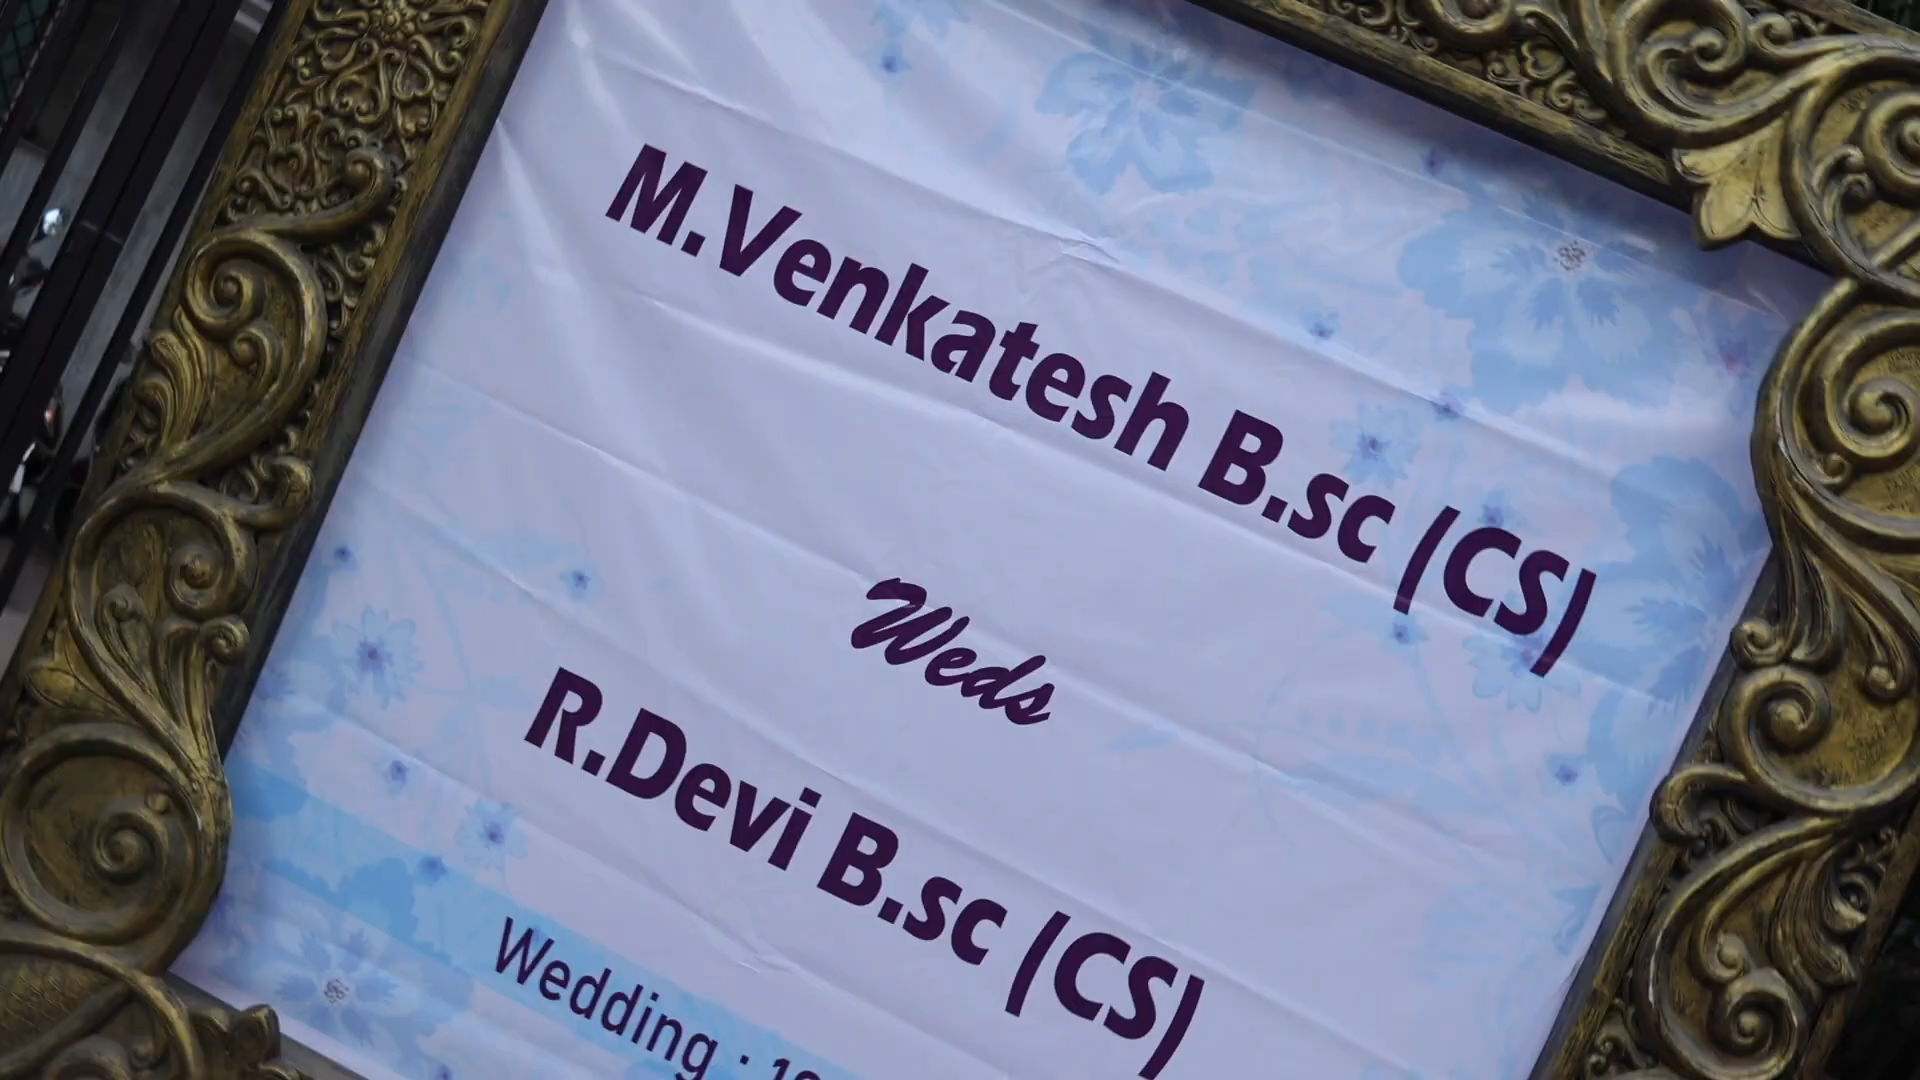 M.Venkatesh B.sc (CS)
Weds
R.Devi B.sc (CS)
Wedding :